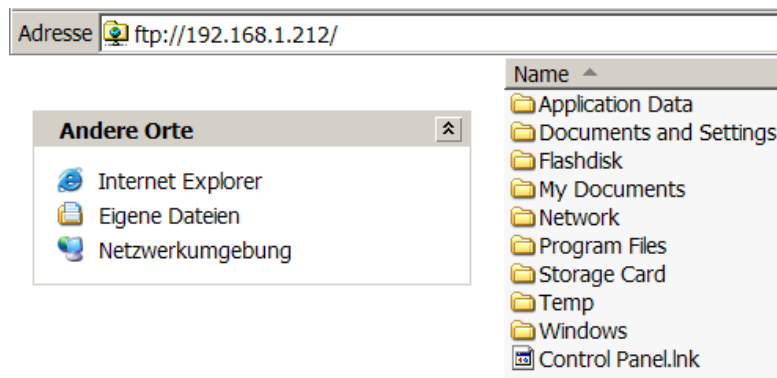 Adresse ftp://192.168.1.212/
Andere Orte
Internet Explorer
Eigene Dateien
Netzwerkumgebung
Name
Application Data
Documents and Settings
Flashdisk
My Documents
Network
Program Files
Storage Card
Temp
Windows
Control Panel.lnk